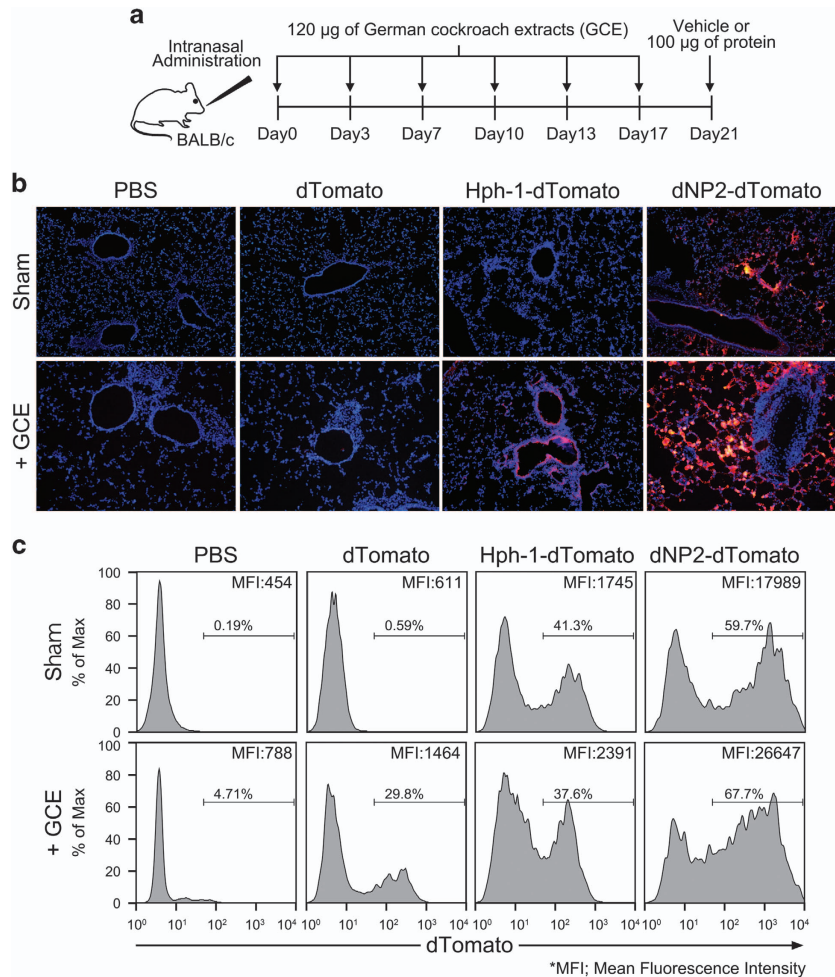 a
Intranasal
Administration
BALB/c
120 µg of German cockroach extracts (GCE)
Vehicle or
100 µg of protein
Day0 Day3 Day7 Day10 Day13 Day17 Day21
b
PBS dTomato Hph-1-dTomato dNP2-dTomato
Sham
+ GCE
c
PBS dTomato Hph-1-dTomato dNP2-dTomato
Sham
% of Max
100
80
60
40
20
0
MFI:454
0.19%
MFI:611
0.59%
MFI:1745
41.3%
MFI:17989
59.7%
+ GCE
% of Max
100
80
60
40
20
0
MFI:788
4.71%
MFI:1464
29.8%
MFI:2391
37.6%
MFI:26647
67.7%
10⁰ 10¹ 10² 10³ 10⁴ 10⁰ 10¹ 10² 10³ 10⁴ 10⁰ 10¹ 10² 10³ 10⁴ 10⁰ 10¹ 10² 10³ 10⁴
dTomato
*MFI; Mean Fluorescence Intensity